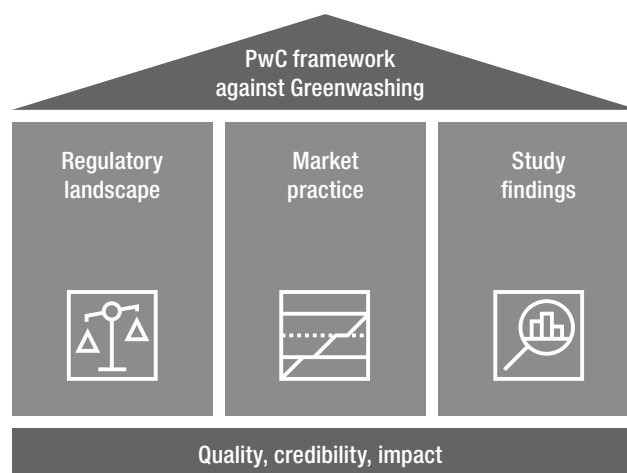 PwC framework
against Greenwashing
Regulatory
landscape
Market
practice
Study
findings
Quality, credibility, impact